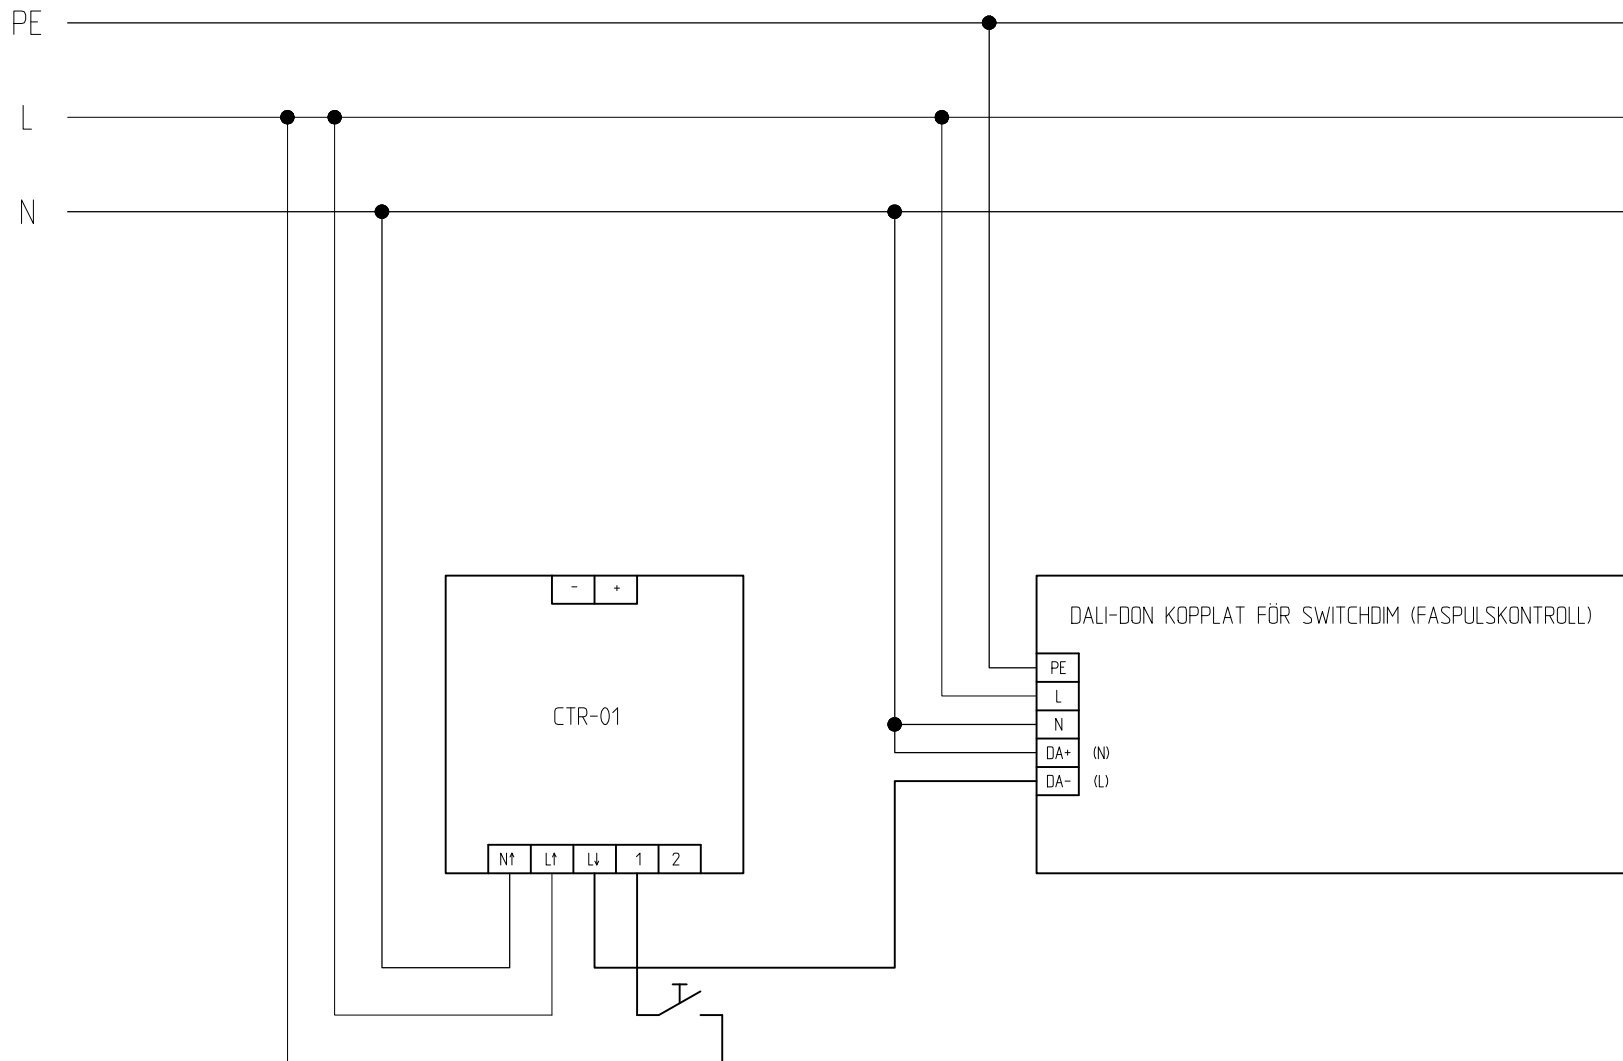 PE
L
N
- +
DALI-DON KOPPLAT FÖR SWITCHDIM (FASPULSKONTROLL)
PE
L
CTR-01
N
DA+ (N)
DA- (L)
N↑ L↑ L↓ 1 2